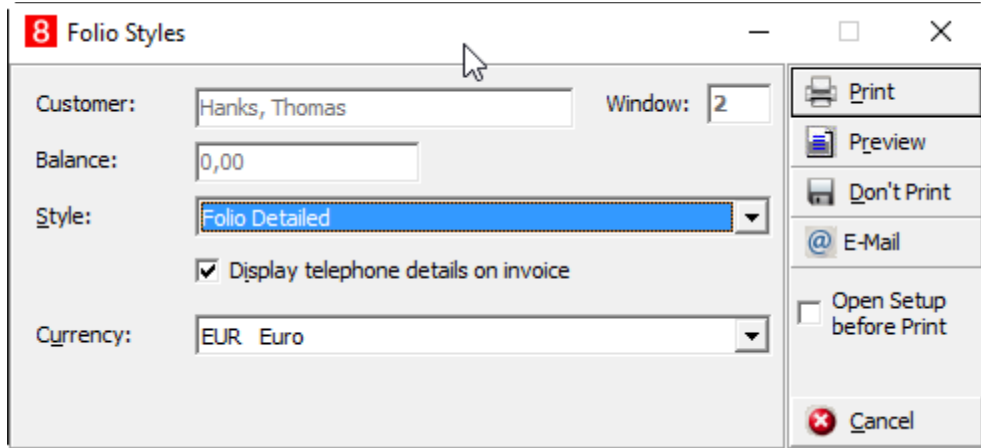 8 Folio Styles
Customer: Hanks, Thomas Window: 2
Balance: 0,00
Style: Folio Detailed
Display telephone details on invoice
Currency: EUR Euro
Print
Preview
Don't Print
@ E-Mail
Open Setup
before Print
Cancel